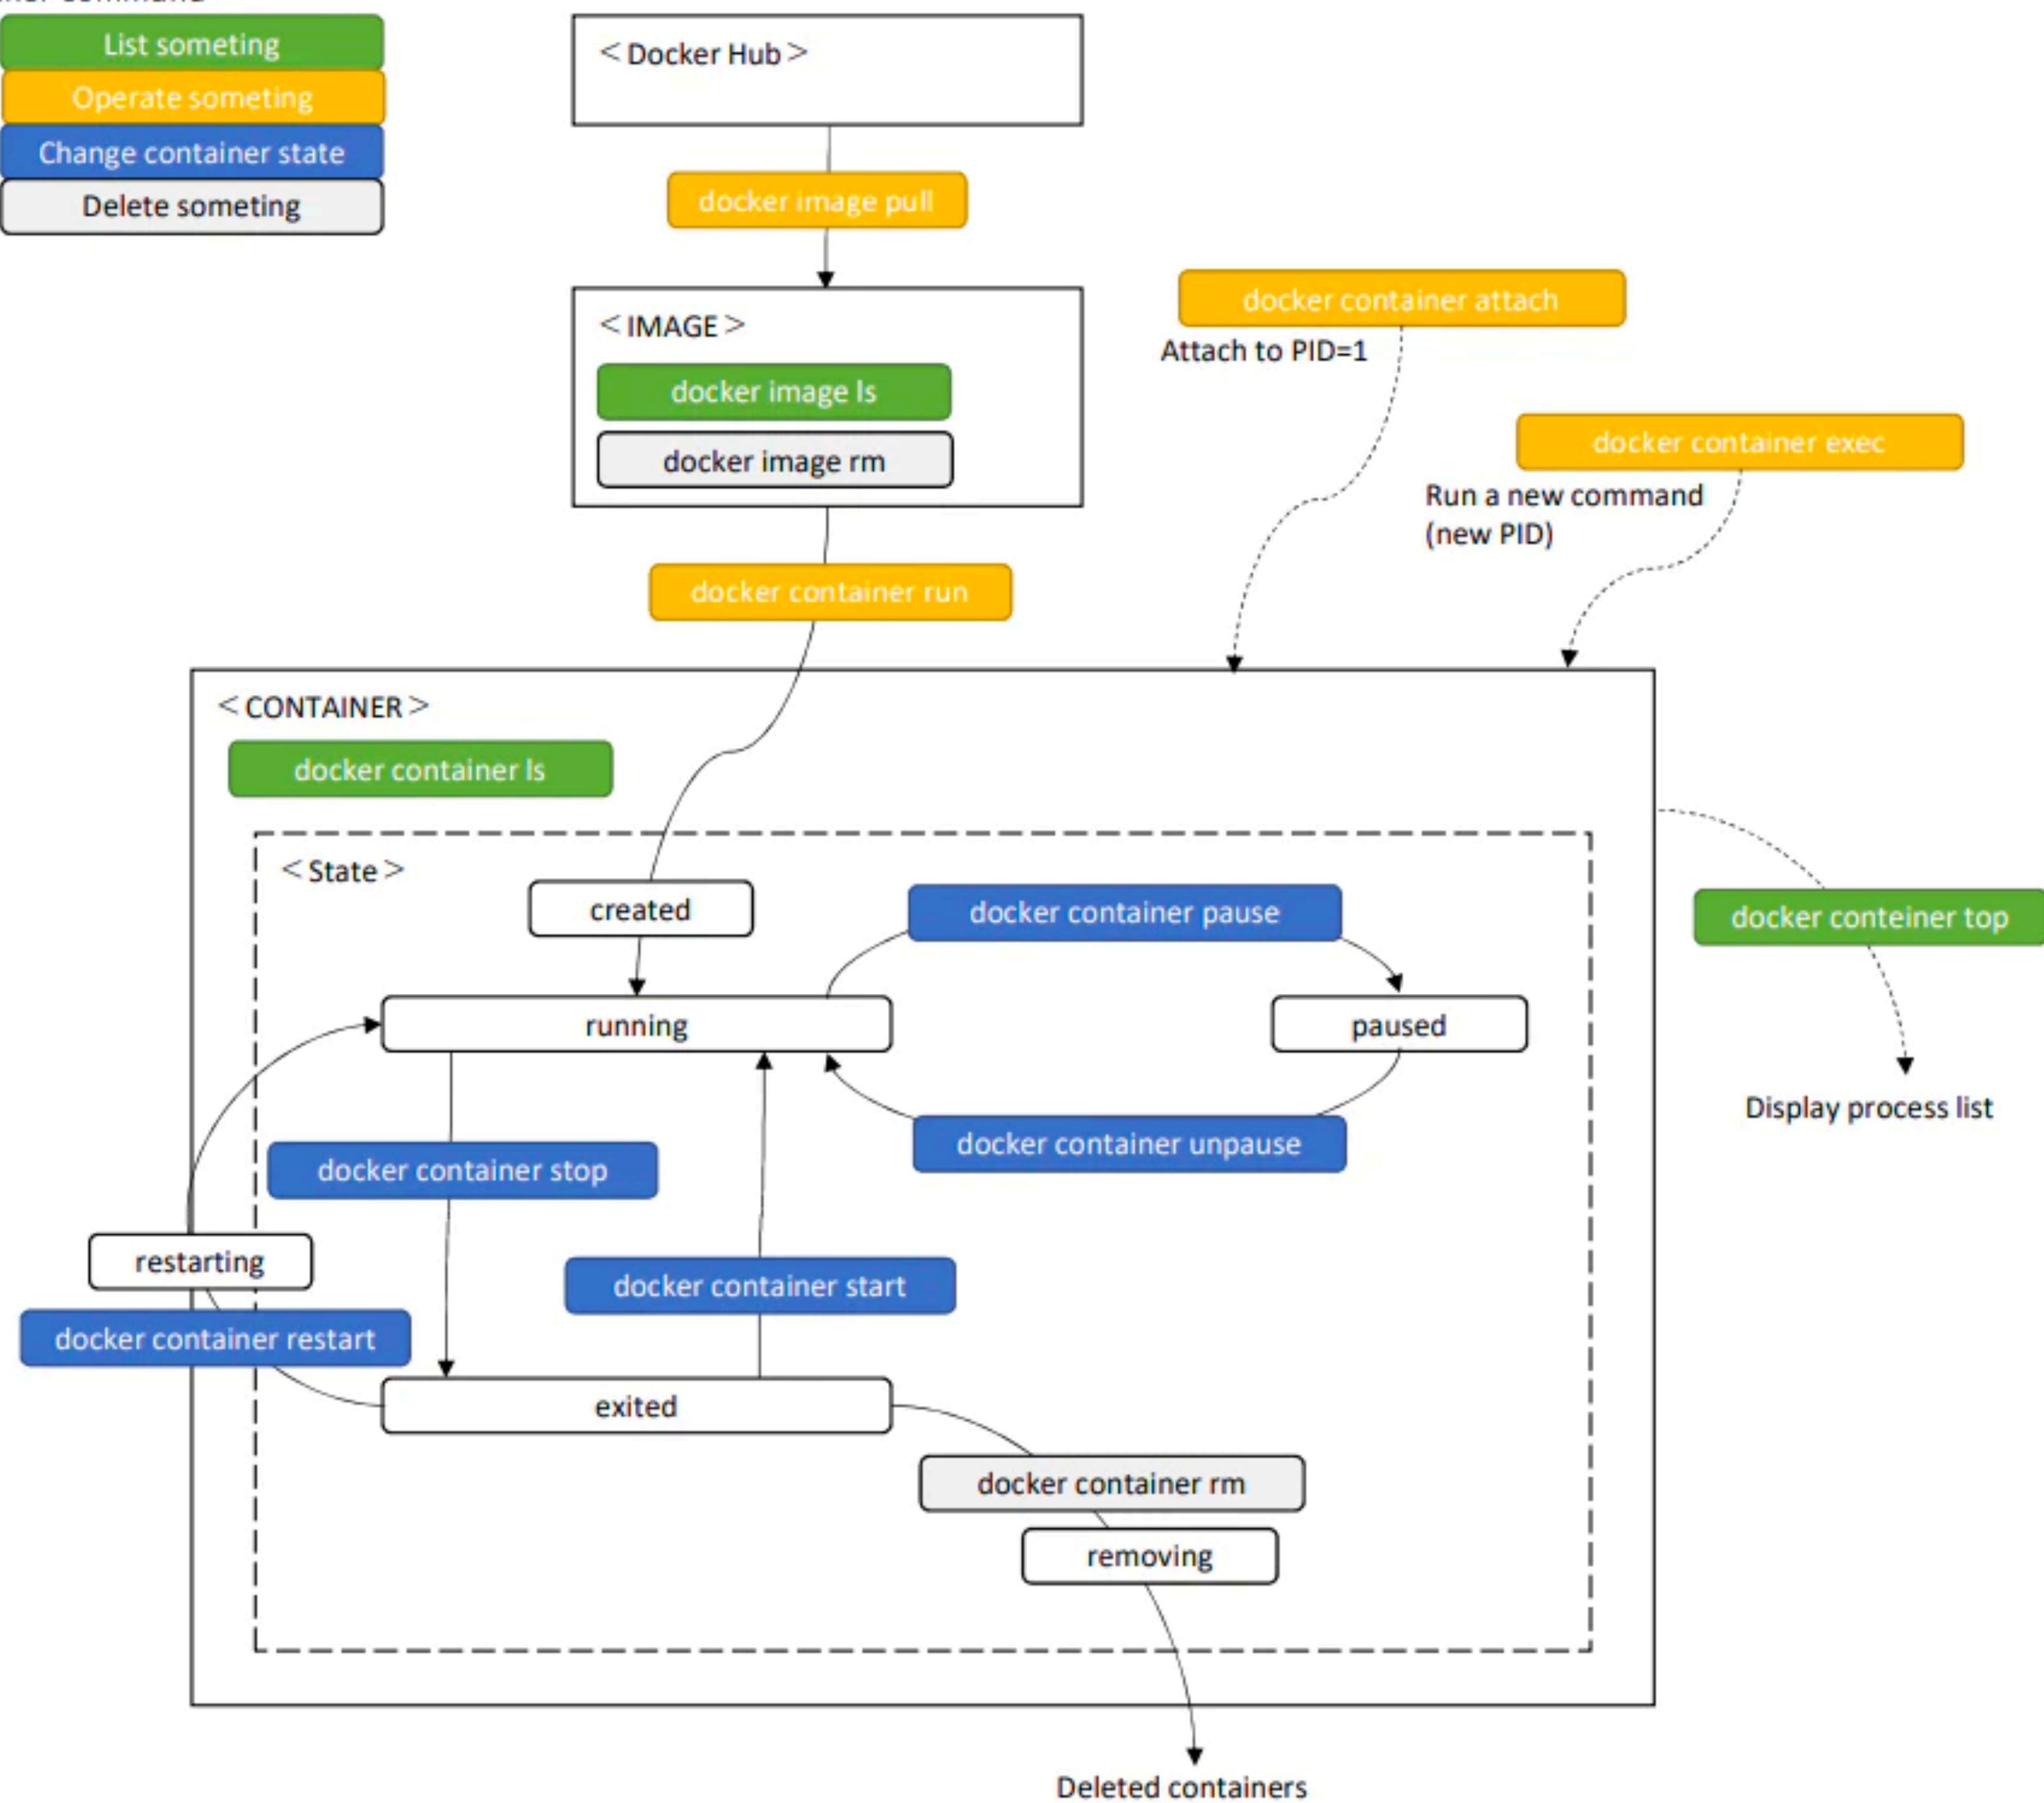 List someting
Operate someting
Change container state
Delete someting
< Docker Hub >
docker image pull
< IMAGE >
docker image ls
docker image rm
docker container attach
Attach to PID=1
docker container exec
Run a new command
(new PID)
docker container run
< CONTAINER >
docker container ls
< State >
created
docker container pause
docker conteiner top
running
paused
Display process list
docker container unpause
docker container stop
restarting
docker container start
docker container restart
exited
docker container rm
removing
Deleted containers